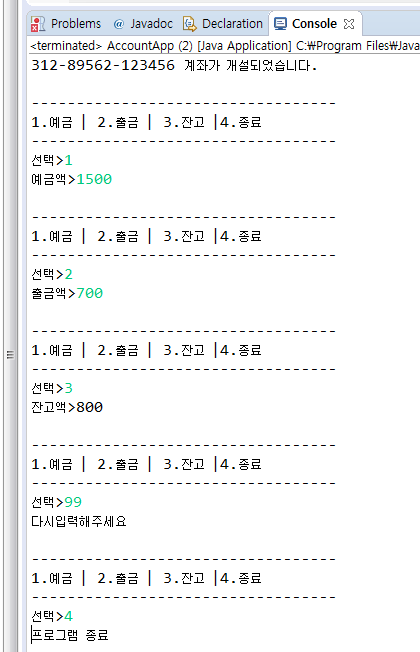 Problems @ Javadoc Declaration Console
<terminated> AccountApp (2) [Java Application] C:₩Program Files₩Java
312-89562-123456 계좌가 개설되었습니다.
----------------------------------
1.예금 | 2.출금 | 3.잔고 |4.종료
----------------------------------
선택>1
예금액>1500
----------------------------------
1.예금 | 2.출금 | 3.잔고 |4.종료
----------------------------------
선택>2
출금액>700
----------------------------------
1.예금 | 2.출금 | 3.잔고 |4.종료
----------------------------------
선택>3
잔고액>800
----------------------------------
1.예금 | 2.출금 | 3.잔고 |4.종료
----------------------------------
선택>99
다시입력해주세요
----------------------------------
1.예금 | 2.출금 | 3.잔고 |4.종료
----------------------------------
선택>4
프로그램 종료